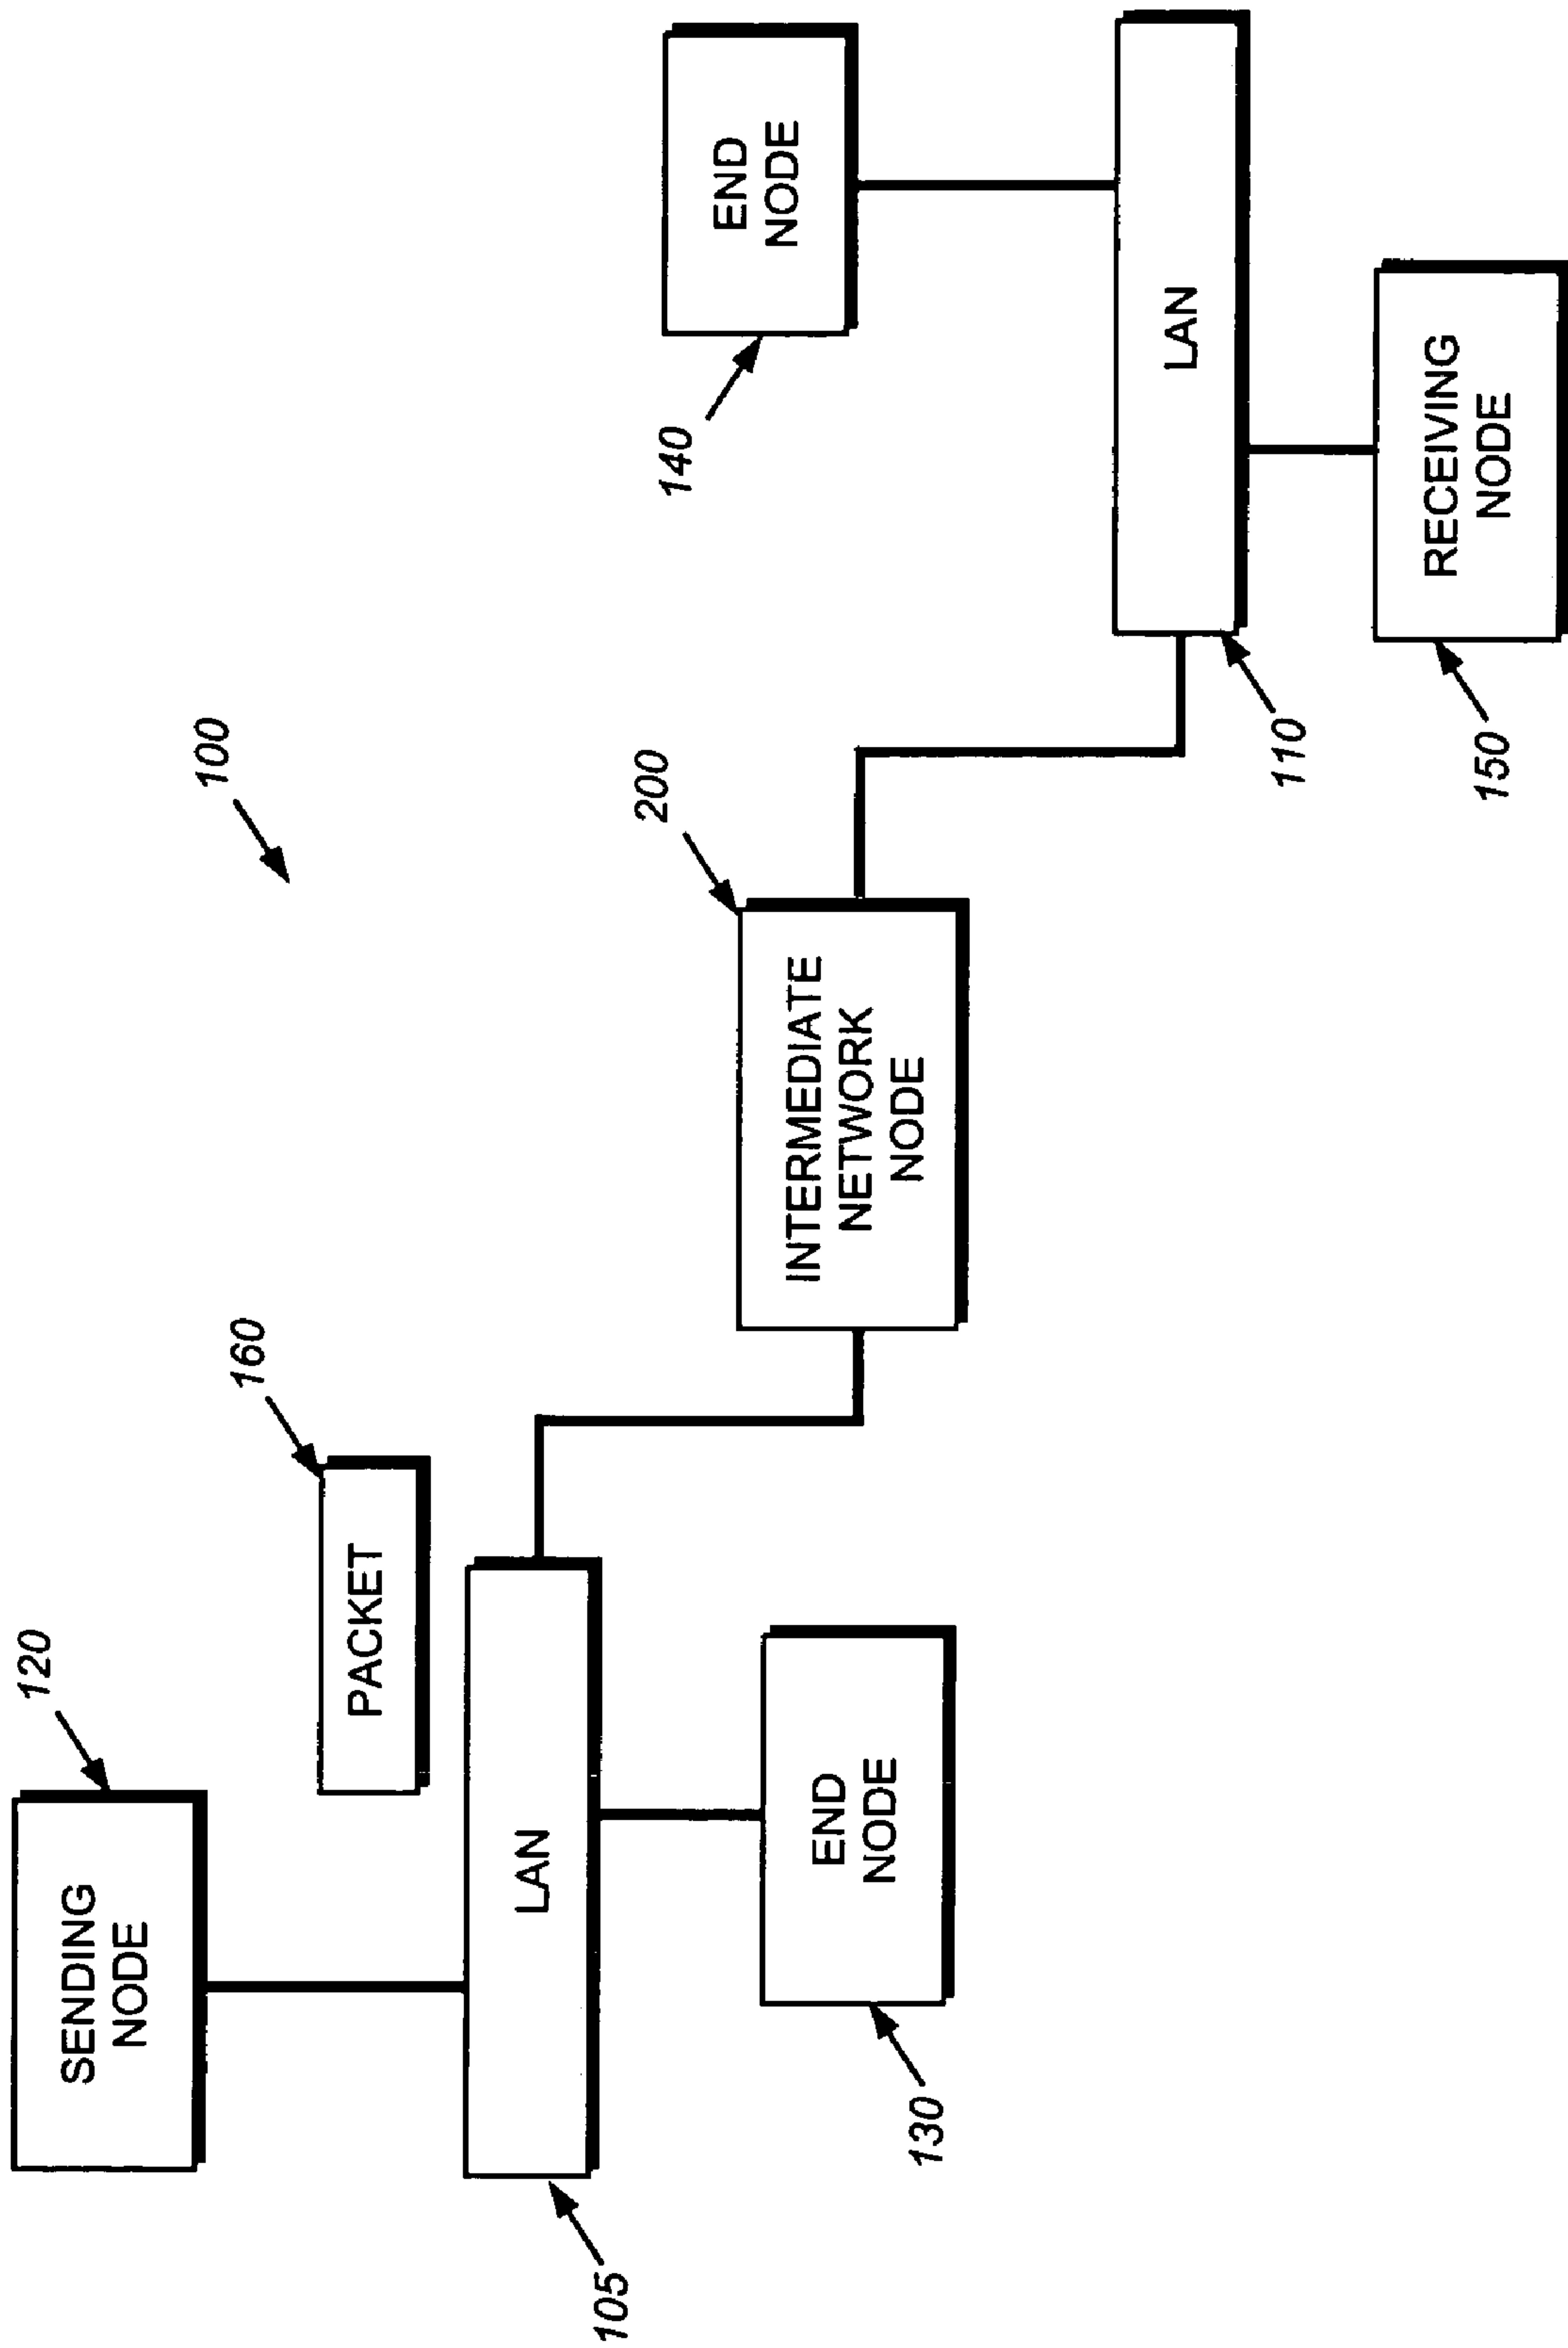 100
120
SENDING
NODE
160
PACKET
LAN
105
END
NODE
130
200
INTERMEDIATE
NETWORK
NODE
140
END
NODE
LAN
110
RECEIVING
NODE
150